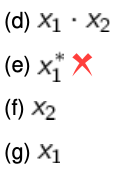 (d) x₁ · x₂
(e) x₁* ✗
(f) x₂
(g) x₁